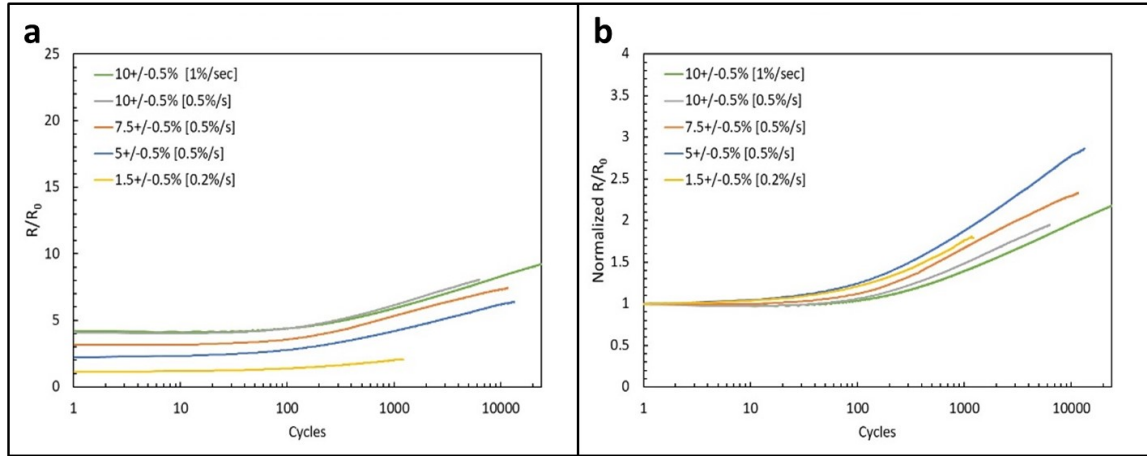 a
25
20
15
10
5
0
R/R₀
10+/-0.5% [1%/sec]
10+/-0.5% [0.5%/s]
7.5+/-0.5% [0.5%/s]
5+/-0.5% [0.5%/s]
1.5+/-0.5% [0.2%/s]
1 10 100 1000 10000
Cycles
b
4
3.5
3
2.5
2
1.5
1
0.5
0
Normalized R/R₀
10+/-0.5% [1%/sec]
10+/-0.5% [0.5%/s]
7.5+/-0.5% [0.5%/s]
5+/-0.5% [0.5%/s]
1.5+/-0.5% [0.2%/s]
1 10 100 1000 10000
Cycles